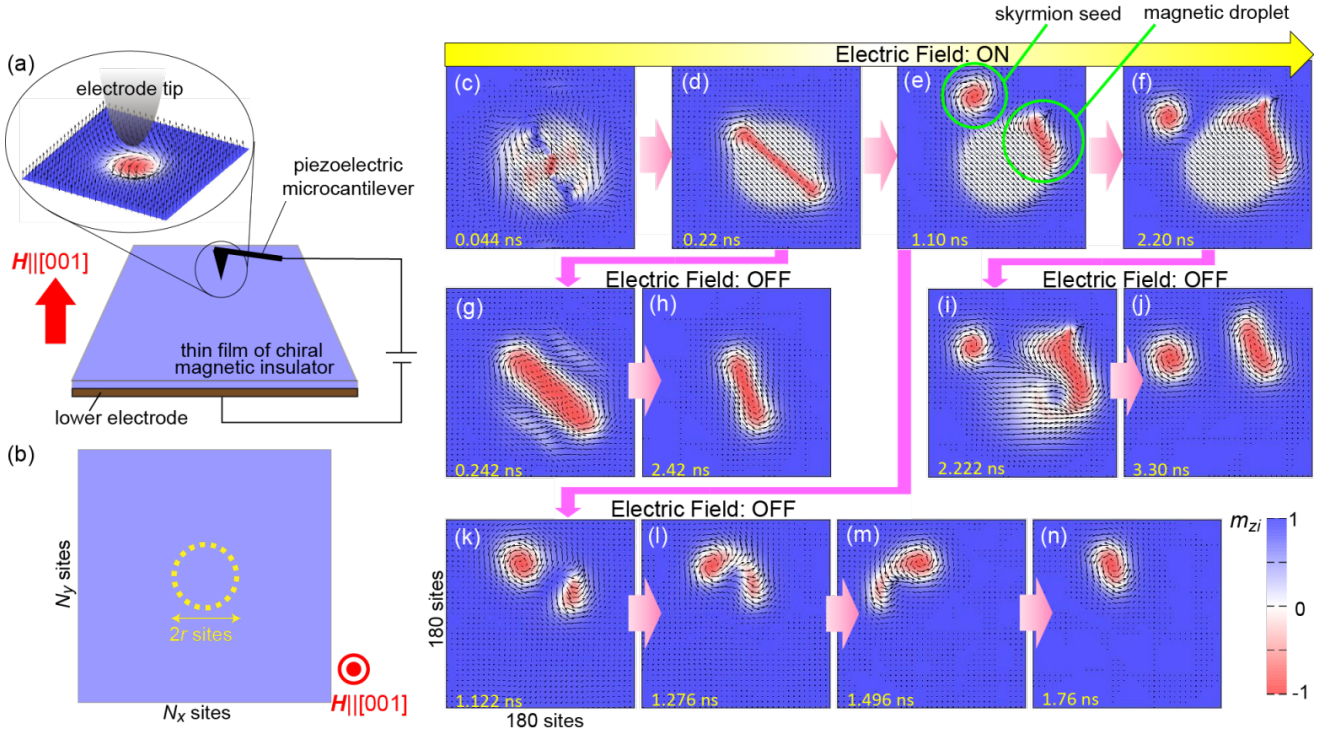 (a)
electrode tip
piezoelectric
microcantilever
H||[001]
thin film of chiral
magnetic insulator
lower electrode
(b)
Ny sites
2r sites
Nx sites
H||[001]
skyrmion seed
magnetic droplet
Electric Field: ON
(c)
0.044 ns
(d)
0.22 ns
(e)
1.10 ns
(f)
2.20 ns
Electric Field: OFF
(g)
0.242 ns
(h)
2.42 ns
Electric Field: OFF
(i)
2.222 ns
(j)
3.30 ns
Electric Field: OFF
(k)
1.122 ns
(l)
1.276 ns
(m)
1.496 ns
(n)
1.76 ns
180 sites
180 sites
mzi
1
0
-1